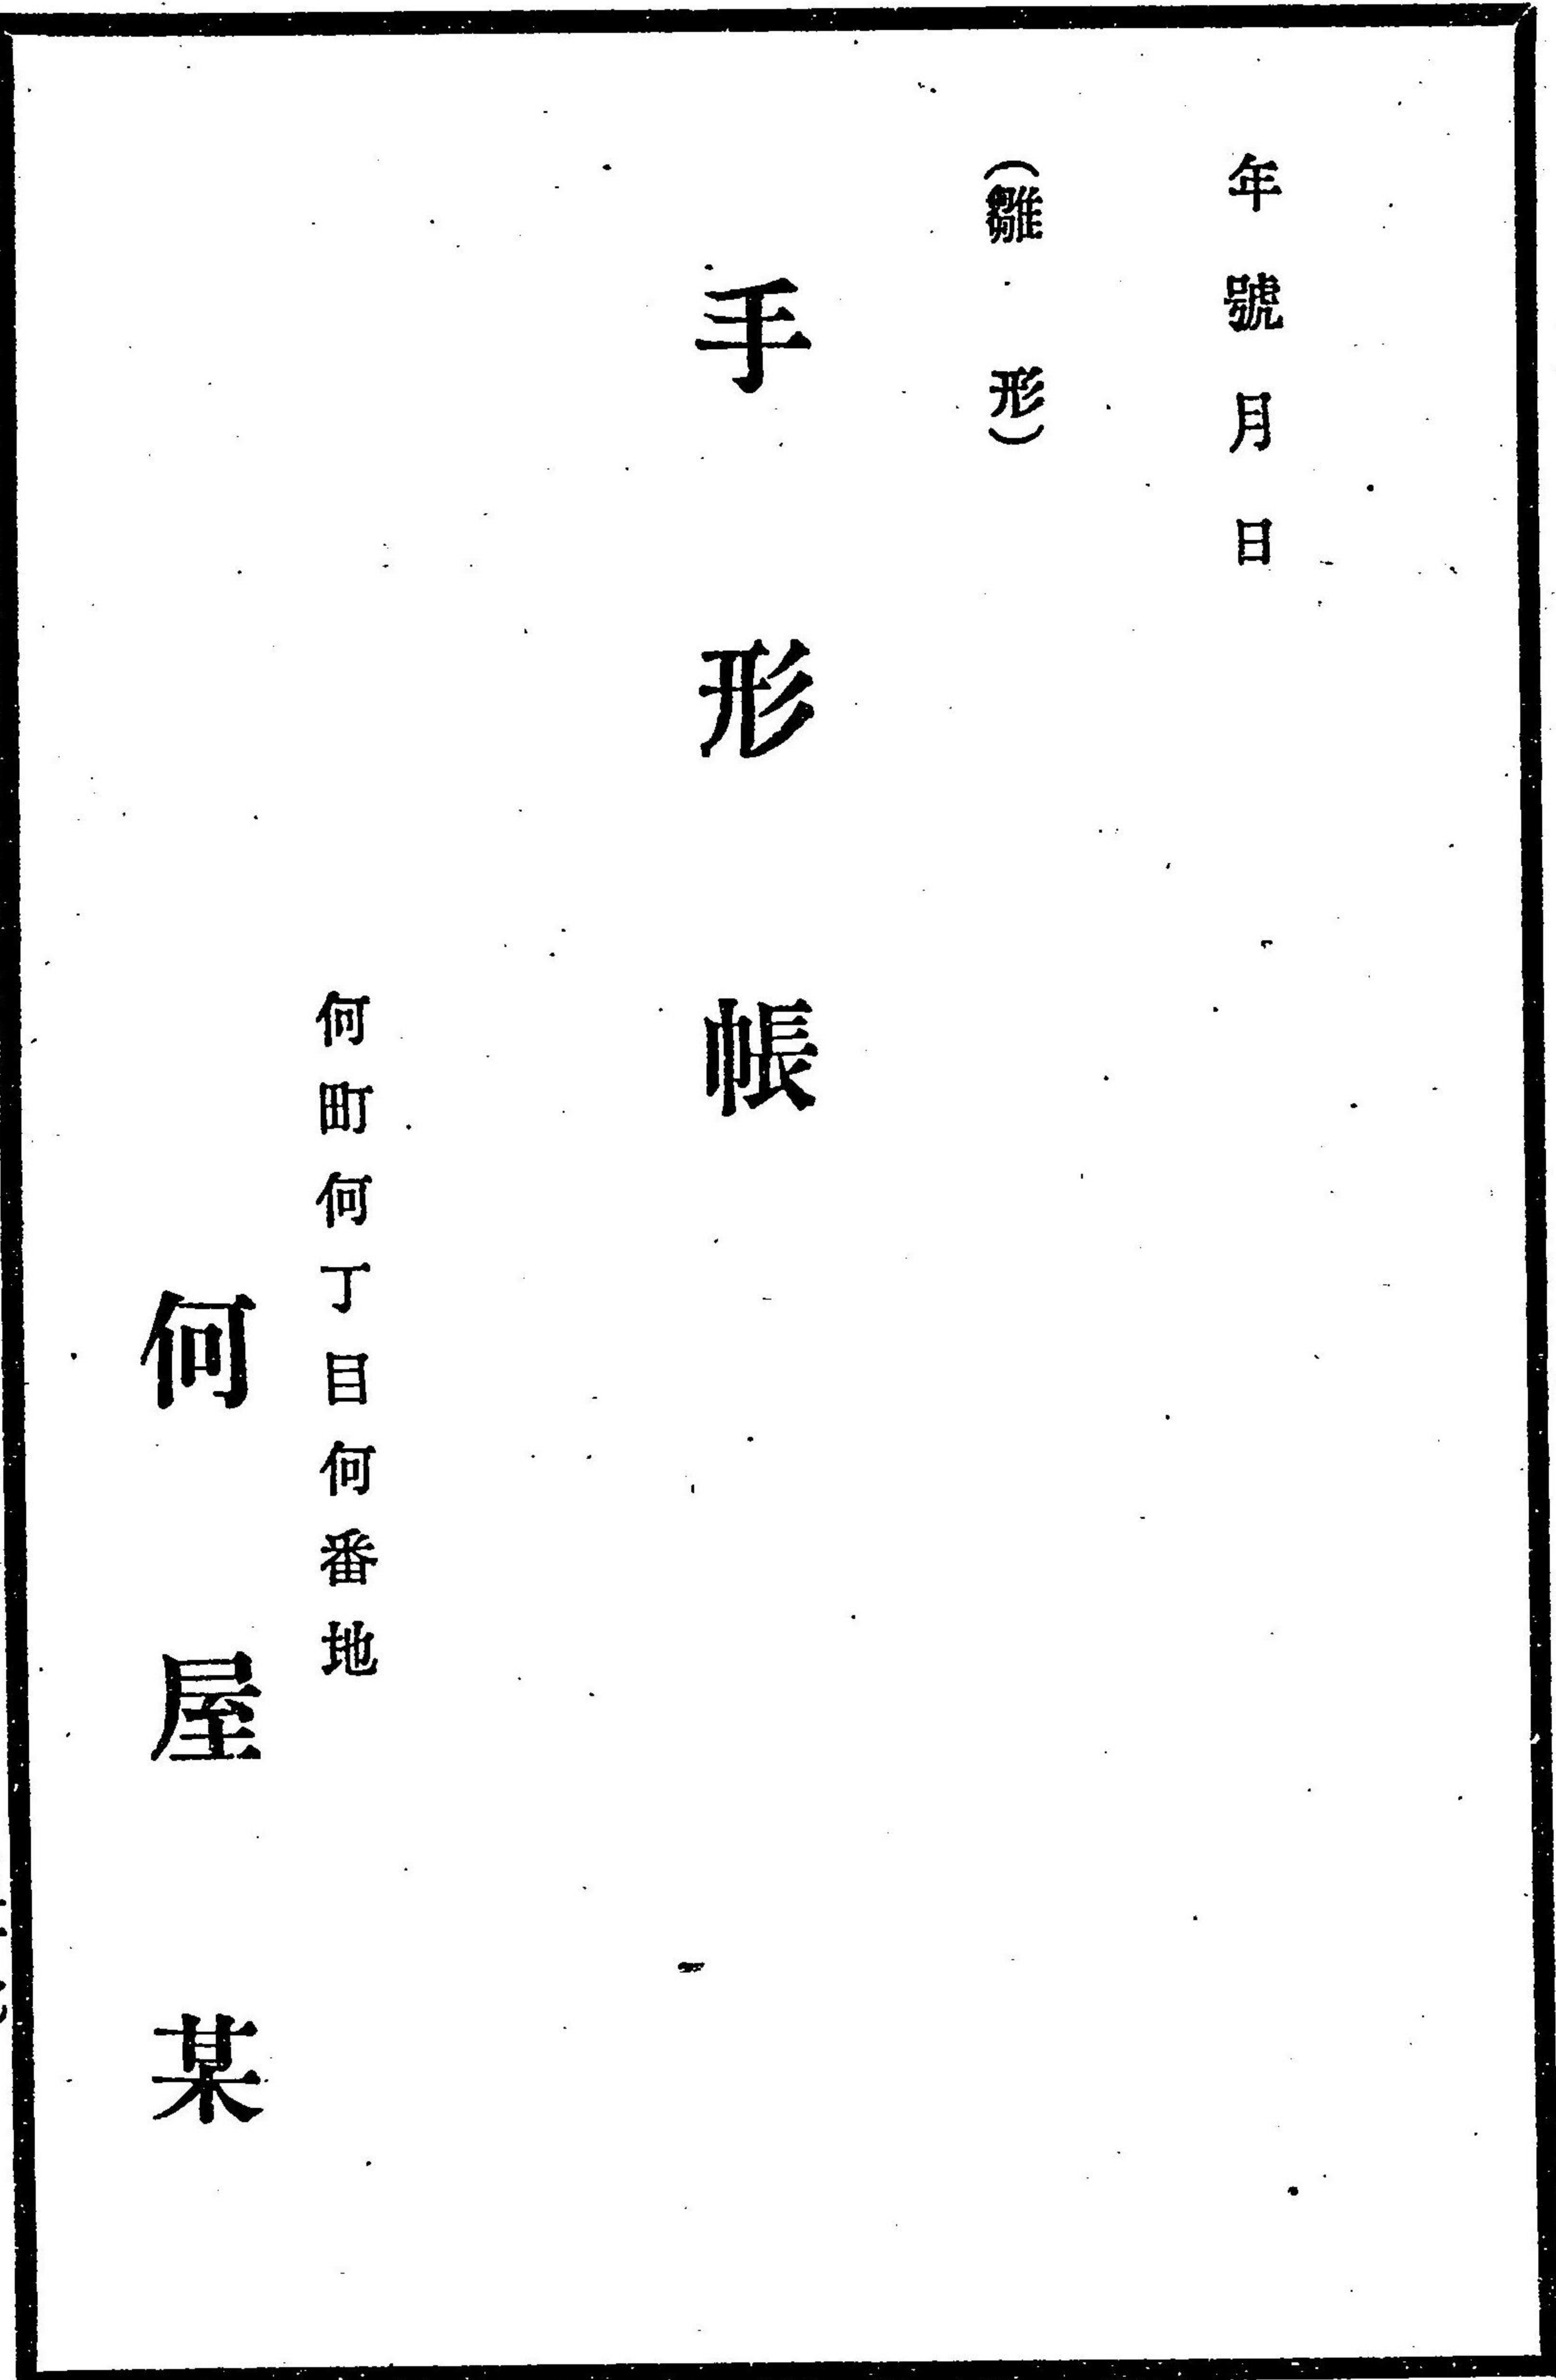 年號月日
(雛形)
手形帳
何町何丁目何番地
何屋某